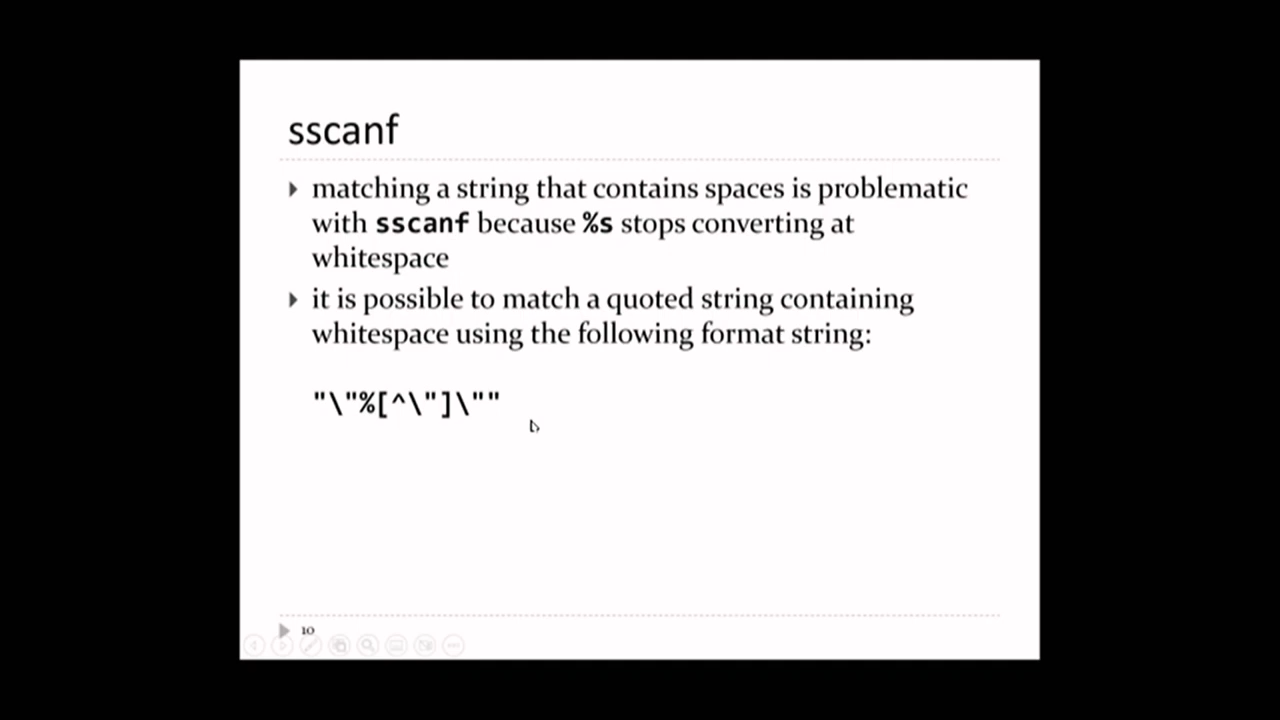 sscanf
matching a string that contains spaces is problematic
with sscanf because %s stops converting at
whitespace
it is possible to match a quoted string containing
whitespace using the following format string:
"\"%[^\"]\""
10